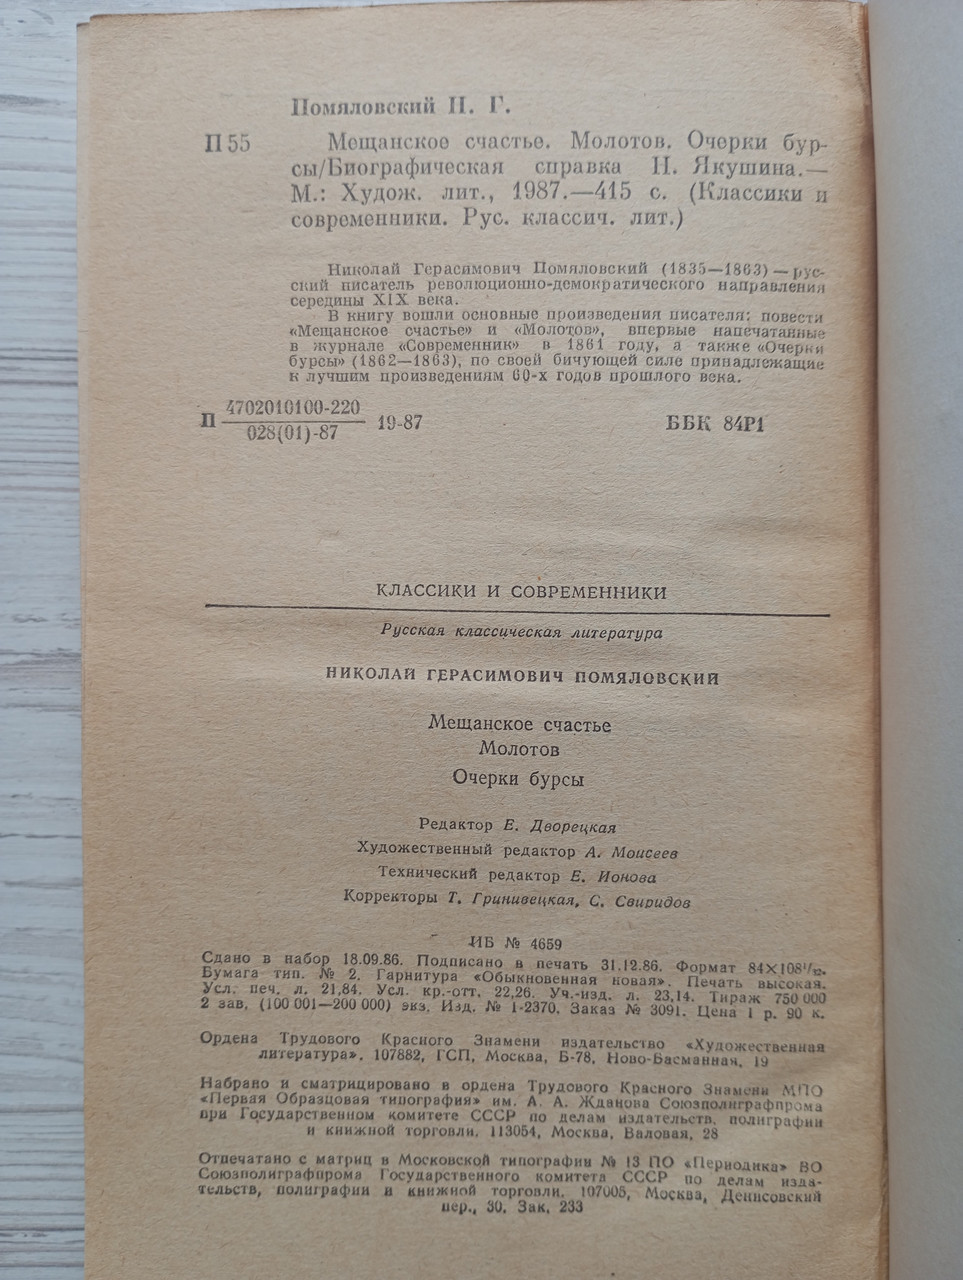 Помяловский Н. Г.
П 55 Мещанское счастье. Молотов. Очерки бур-
сы/Биографическая справка Н. Якушина.—
М.: Худож. лит., 1987.—415 с. (Классики и
современники. Рус. классич. лит.)
Николай Герасимович Помяловский (1835—1863) — рус-
ский писатель революционно-демократического направления
середины XIX века.
В книгу вошли основные произведения писателя: повести
«Мещанское счастье» и «Молотов», впервые напечатанные
в журнале «Современник» в 1861 году, а также «Очерки
бурсы» (1862—1863), по своей бичующей силе принадлежащие
к лучшим произведениям 60-х годов прошлого века.
П 4702010100-220
028(01)-87 19-87 ББК 84Р1
КЛАССИКИ И СОВРЕМЕННИКИ
Русская классическая литература
НИКОЛАЙ ГЕРАСИМОВИЧ ПОМЯЛОВСКИЙ
Мещанское счастье
Молотов
Очерки бурсы
Редактор Е. Дворецкая
Художественный редактор А. Моисеев
Технический редактор Е. Ионова
Корректоры Т. Гринивецкая, С. Свиридов
ИБ № 4659
Сдано в набор 18.09.86. Подписано в печать 31.12.86. Формат 84×108¹/₃₂.
Бумага тип. № 2. Гарнитура «Обыкновенная новая». Печать высокая.
Усл. печ. л. 21,84. Усл. кр.-отт. 22,26. Уч.-изд. л. 23,14. Тираж 750 000
2 зав. (100 001—200 000) экз. Изд. № I-2370. Заказ № 3091. Цена 1 р. 90 к.
Ордена Трудового Красного Знамени издательство «Художественная
литература». 107882, ГСП, Москва, Б-78, Ново-Басманная, 19
Набрано и сматрицировано в ордена Трудового Красного Знамени МПО
«Первая Образцовая типография» им. А. А. Жданова Союзполиграфпрома
при Государственном комитете СССР по делам издательств, полиграфии
и книжной торговли. 113054, Москва, Валовая, 28
Отпечатано с матриц в Московской типографии № 13 ПО «Периодика» ВО
Союзполиграфпрома Государственного комитета СССР по делам изда-
тельств, полиграфии и книжной торговли. 107005, Москва, Денисовский
пер., 30. Зак. 233